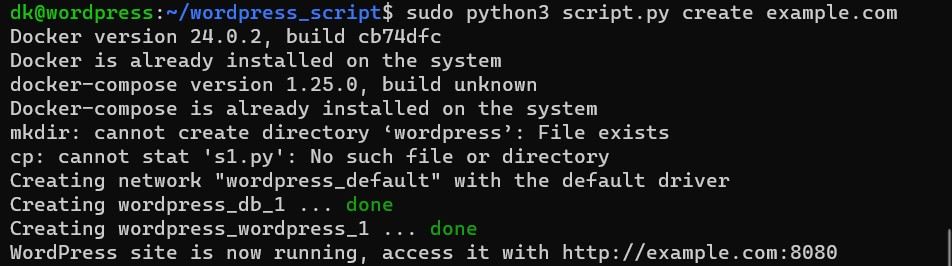 dk@wordpress:~/wordpress_script$ sudo python3 script.py create example.com
Docker version 24.0.2, build cb74dfc
Docker is already installed on the system
docker-compose version 1.25.0, build unknown
Docker-compose is already installed on the system
mkdir: cannot create directory ‘wordpress’: File exists
cp: cannot stat 's1.py': No such file or directory
Creating network "wordpress_default" with the default driver
Creating wordpress_db_1 ... done
Creating wordpress_wordpress_1 ... done
WordPress site is now running, access it with http://example.com:8080